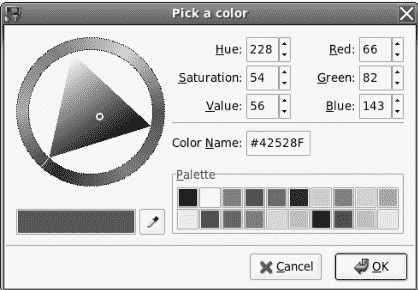 Pick a color
Hue: 228 Red: 66
Saturation: 54 Green: 82
Value: 56 Blue: 143
Color Name: #42528F
Palette
Cancel OK